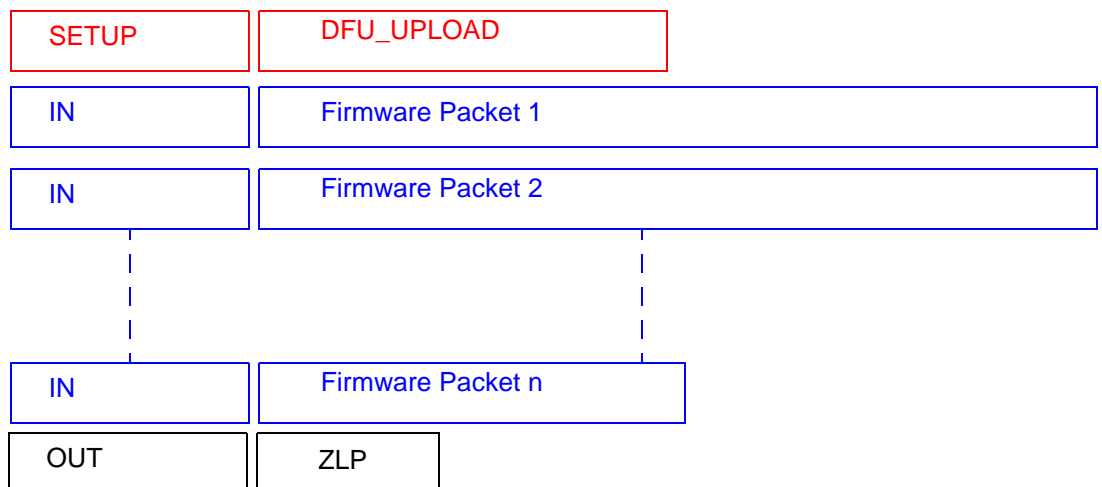 SETUP DFU_UPLOAD
IN Firmware Packet 1
IN Firmware Packet 2
IN Firmware Packet n
OUT ZLP